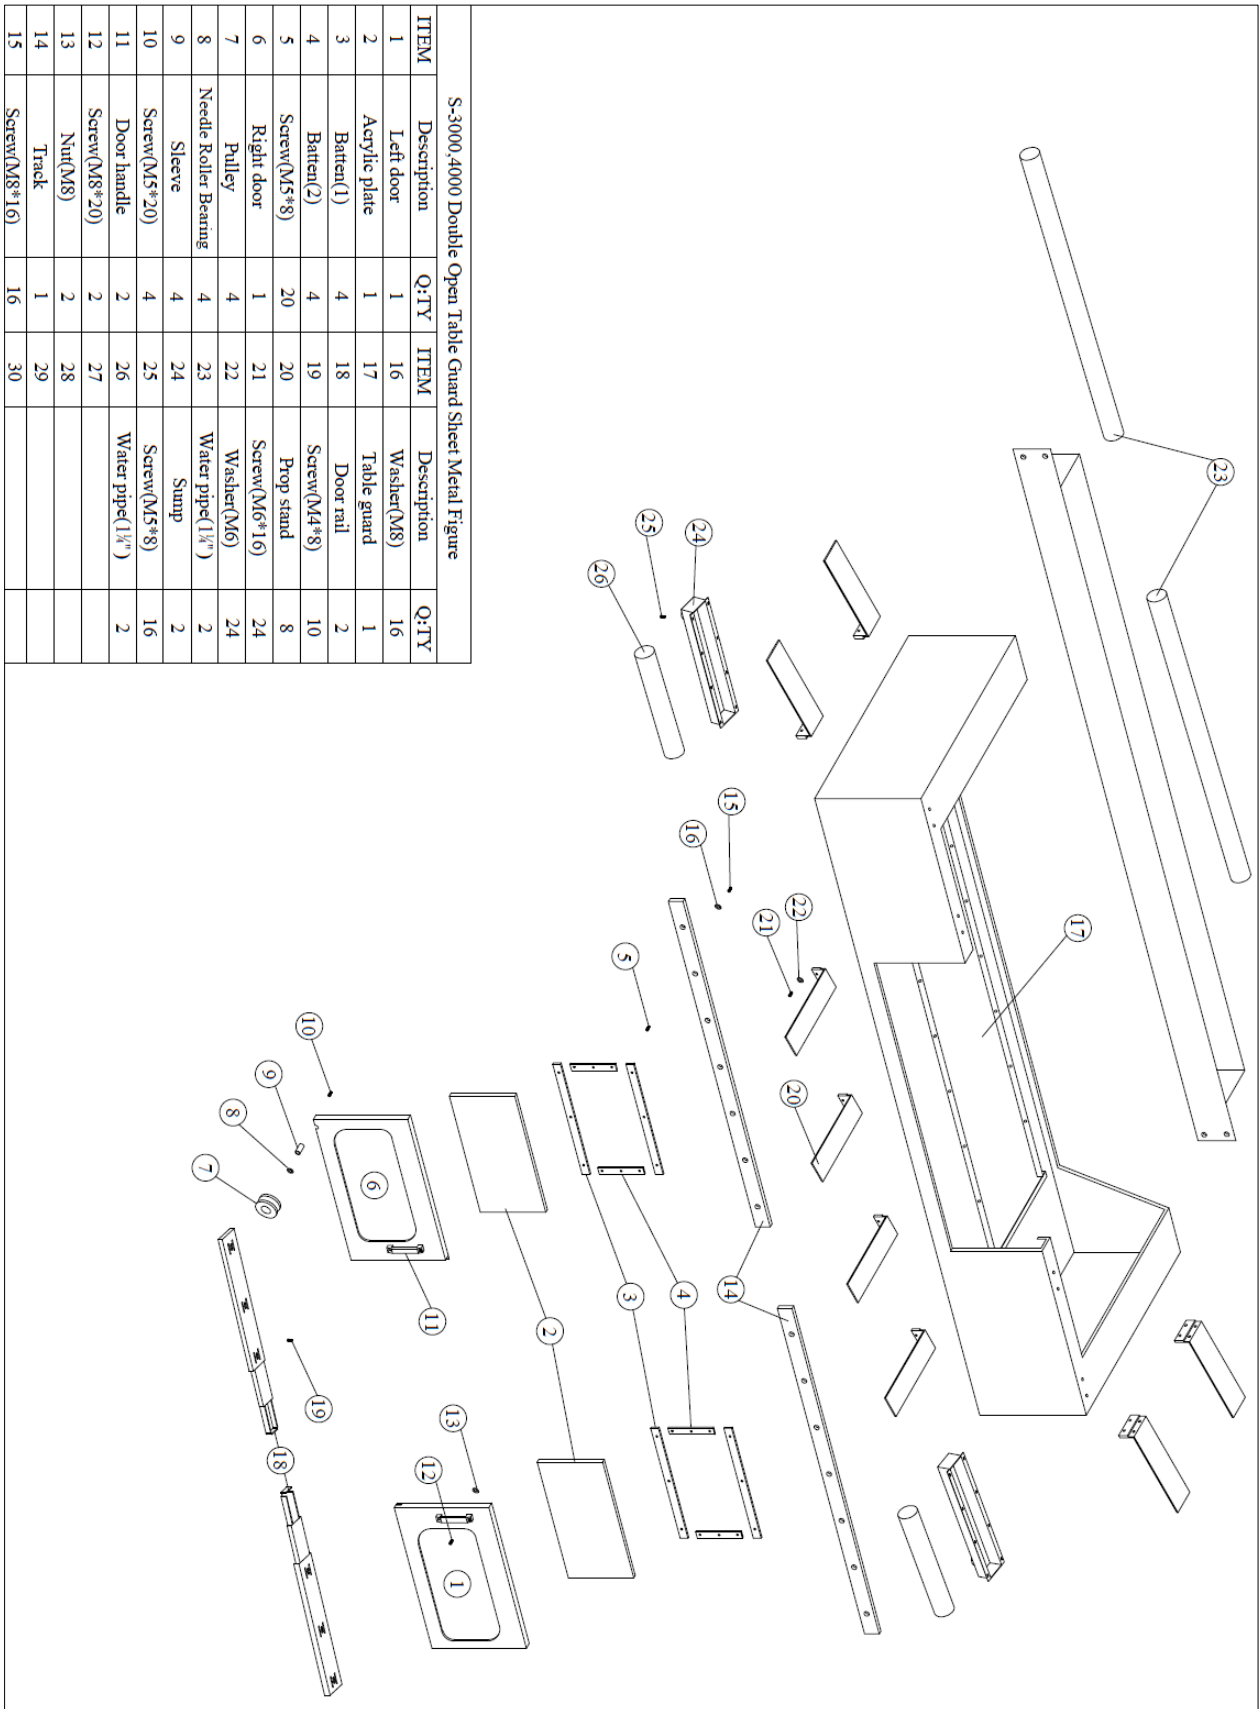 S-3000,4000 Double Open Table Guard Sheet Metal Figure
ITEM Description Q:TY ITEM Description Q:TY
1 Left door 1 16 Washer(M8) 16
2 Acrylic plate 1 17 Table guard 1
3 Batten(1) 4 18 Door rail 2
4 Batten(2) 4 19 Screw(M4*8) 10
5 Screw(M5*8) 20 20 Prop stand 8
6 Right door 1 21 Screw(M6*16) 24
7 Pulley 4 22 Washer(M6) 24
8 Needle Roller Bearing 4 23 Water pipe(1¼") 2
9 Sleeve 4 24 Sump 2
10 Screw(M5*20) 4 25 Screw(M5*8) 16
11 Door handle 2 26 Water pipe(1¼") 2
12 Screw(M8*20) 2 27
13 Nut(M8) 2 28
14 Track 1 29
15 Screw(M8*16) 16 30
23
24
25
26
17
15
16
22
21
20
5
14
4
3
2
10
9
8
7
6
11
19
18
13
12
1